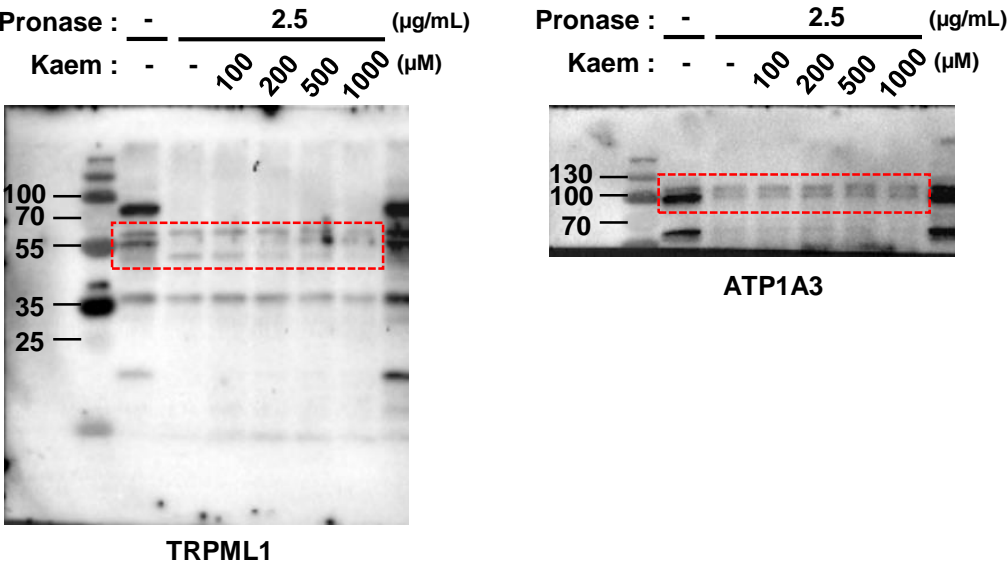 Pronase : - 2.5 (µg/mL)
Kaem : - - 100 200 500 1000 (µM)
100
70
55
35
25
TRPML1
Pronase : - 2.5 (µg/mL)
Kaem : - - 100 200 500 1000 (µM)
130
100
70
ATP1A3